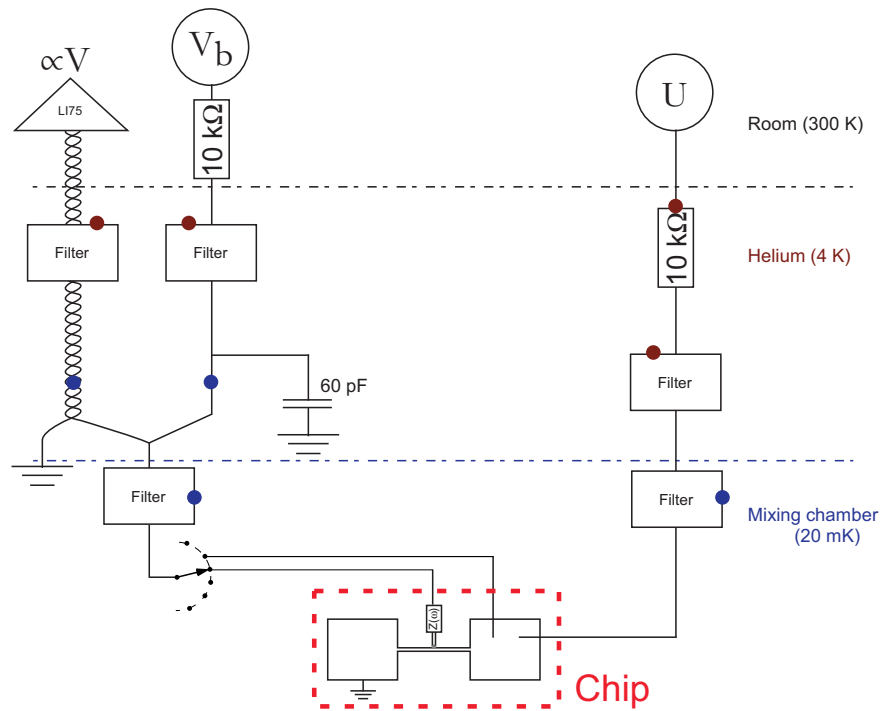 ∝V
V_b
U
LI75
10 kΩ
Room (300 K)
Filter
Filter
10 kΩ
Helium (4 K)
60 pF
Filter
Filter
Filter
Mixing chamber
(20 mK)
Z(ω)
Chip